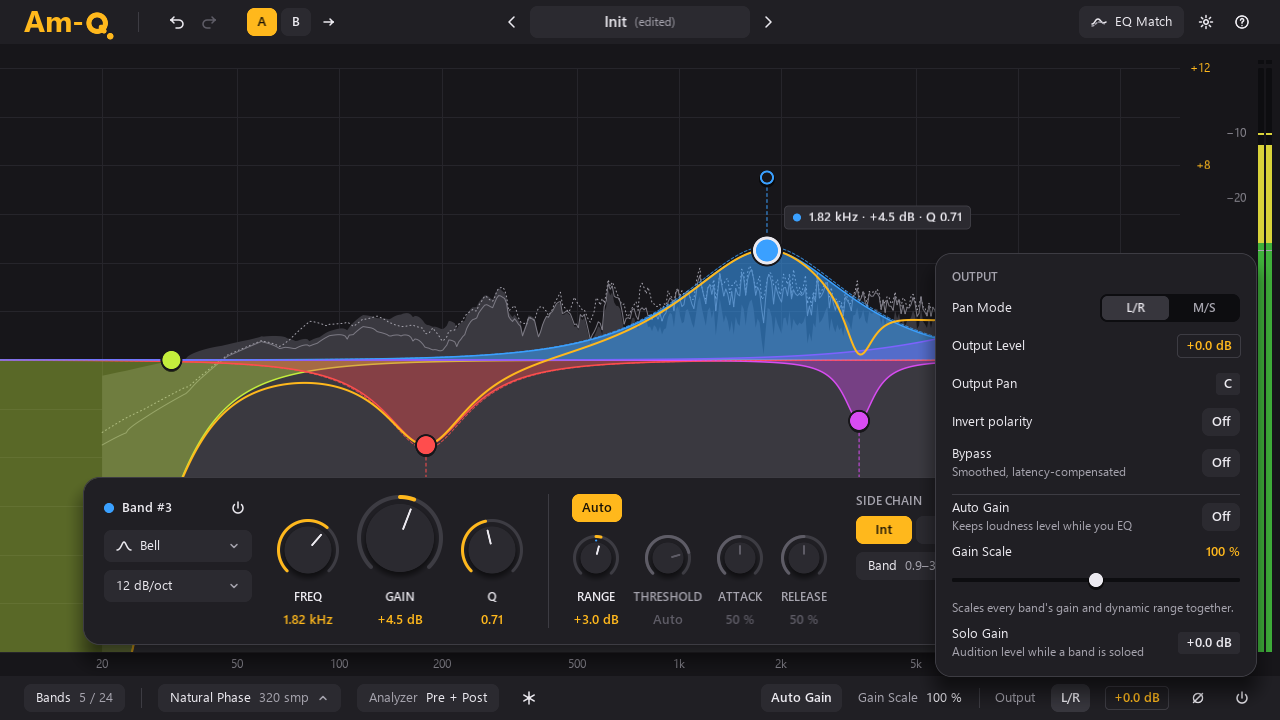 Am-Q
A
B
Init (edited)
EQ Match
+12
−10
+8
−20
1.82 kHz · +4.5 dB · Q 0.71
OUTPUT
Pan Mode
L/R
M/S
Output Level
+0.0 dB
Output Pan
C
Invert polarity
Off
Bypass
Smoothed, latency-compensated
Off
Auto Gain
Keeps loudness level while you EQ
Off
Gain Scale
100 %
Scales every band's gain and dynamic range together.
Solo Gain
Audition level while a band is soloed
+0.0 dB
Band #3
Bell
12 dB/oct
FREQ
1.82 kHz
GAIN
+4.5 dB
Q
0.71
Auto
RANGE
+3.0 dB
THRESHOLD
Auto
ATTACK
50 %
RELEASE
50 %
SIDE CHAIN
Int
Band 0.9–3
20
50
100
200
500
1k
2k
5k
Bands 5 / 24
Natural Phase 320 smp
Analyzer Pre + Post
Auto Gain
Gain Scale 100 %
Output
L/R
+0.0 dB